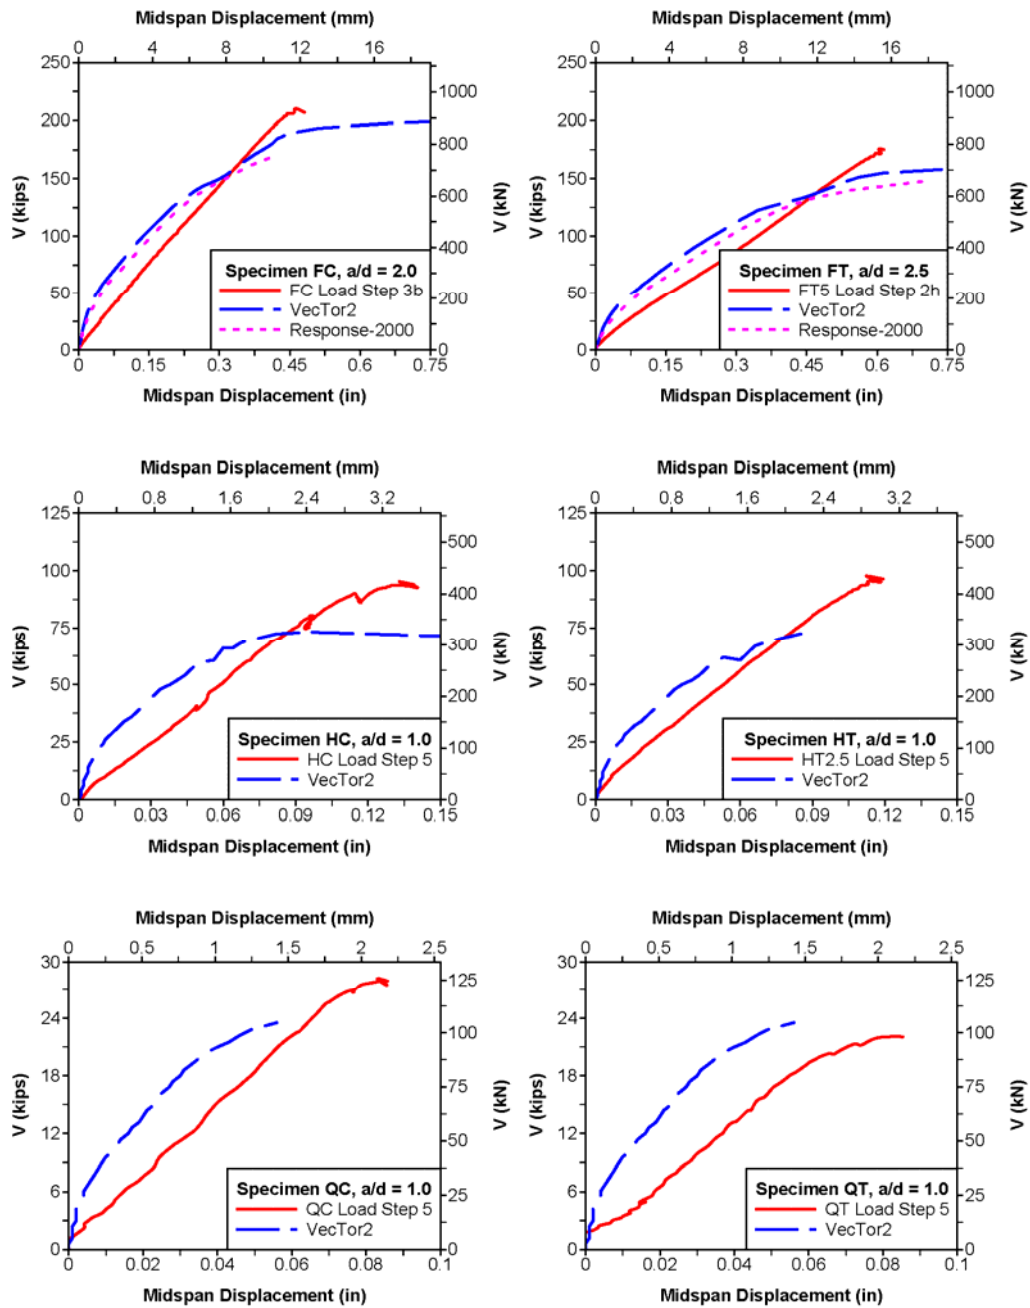 Midspan Displacement (mm)
0 4 8 12 16
250
200
150
100
50
0
V (kips)
1000
800
600
400
200
0
V (kN)
Specimen FC, a/d = 2.0
FC Load Step 3b
VecTor2
Response-2000
0 0.15 0.3 0.45 0.6 0.75
Midspan Displacement (in)
Midspan Displacement (mm)
0 4 8 12 16
250
200
150
100
50
0
V (kips)
1000
800
600
400
200
0
V (kN)
Specimen FT, a/d = 2.5
FT5 Load Step 2h
VecTor2
Response-2000
0 0.15 0.3 0.45 0.6 0.75
Midspan Displacement (in)
Midspan Displacement (mm)
0 0.8 1.6 2.4 3.2
125
100
75
50
25
0
V (kips)
500
400
300
200
100
0
V (kN)
Specimen HC, a/d = 1.0
HC Load Step 5
VecTor2
0 0.03 0.06 0.09 0.12 0.15
Midspan Displacement (in)
Midspan Displacement (mm)
0 0.8 1.6 2.4 3.2
125
100
75
50
25
0
V (kips)
500
400
300
200
100
0
V (kN)
Specimen HT, a/d = 1.0
HT2.5 Load Step 5
VecTor2
0 0.03 0.06 0.09 0.12 0.15
Midspan Displacement (in)
Midspan Displacement (mm)
0 0.5 1 1.5 2 2.5
30
24
18
12
6
0
V (kips)
125
100
75
50
25
0
V (kN)
Specimen QC, a/d = 1.0
QC Load Step 5
VecTor2
0 0.02 0.04 0.06 0.08 0.1
Midspan Displacement (in)
Midspan Displacement (mm)
0 0.5 1 1.5 2 2.5
30
24
18
12
6
0
V (kips)
125
100
75
50
25
0
V (kN)
Specimen QT, a/d = 1.0
QT Load Step 5
VecTor2
0 0.02 0.04 0.06 0.08 0.1
Midspan Displacement (in)